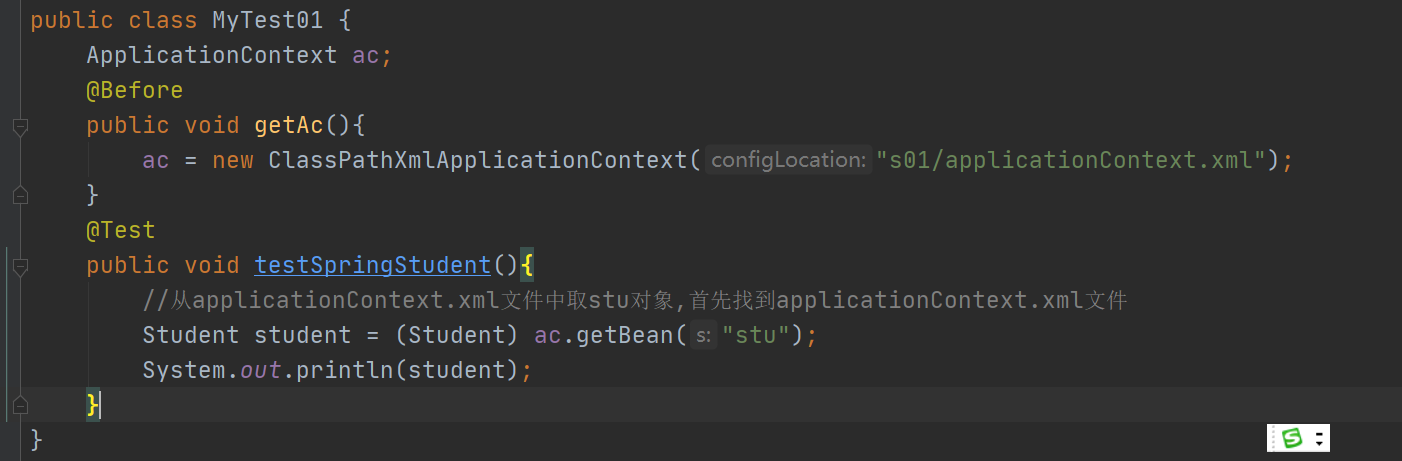 public class MyTest01 {
ApplicationContext ac;
@Before
public void getAc(){
ac = new ClassPathXmlApplicationContext( configLocation: "s01/applicationContext.xml");
}
@Test
public void testSpringStudent(){
//从applicationContext.xml文件中取stu对象,首先找到applicationContext.xml文件
Student student = (Student) ac.getBean( s: "stu");
System.out.println(student);
}
}